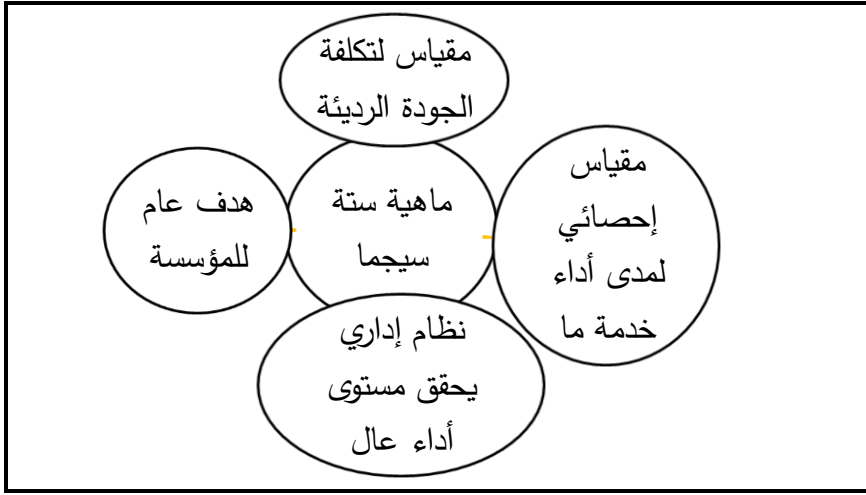 مقياس لتكلفة
الجودة الرديئة
مقياس
إحصائي
لمدى أداء
خدمة ما
ماهية ستة
سيجما
هدف عام
للمؤسسة
نظام إداري
يحقق مستوى
أداء عال